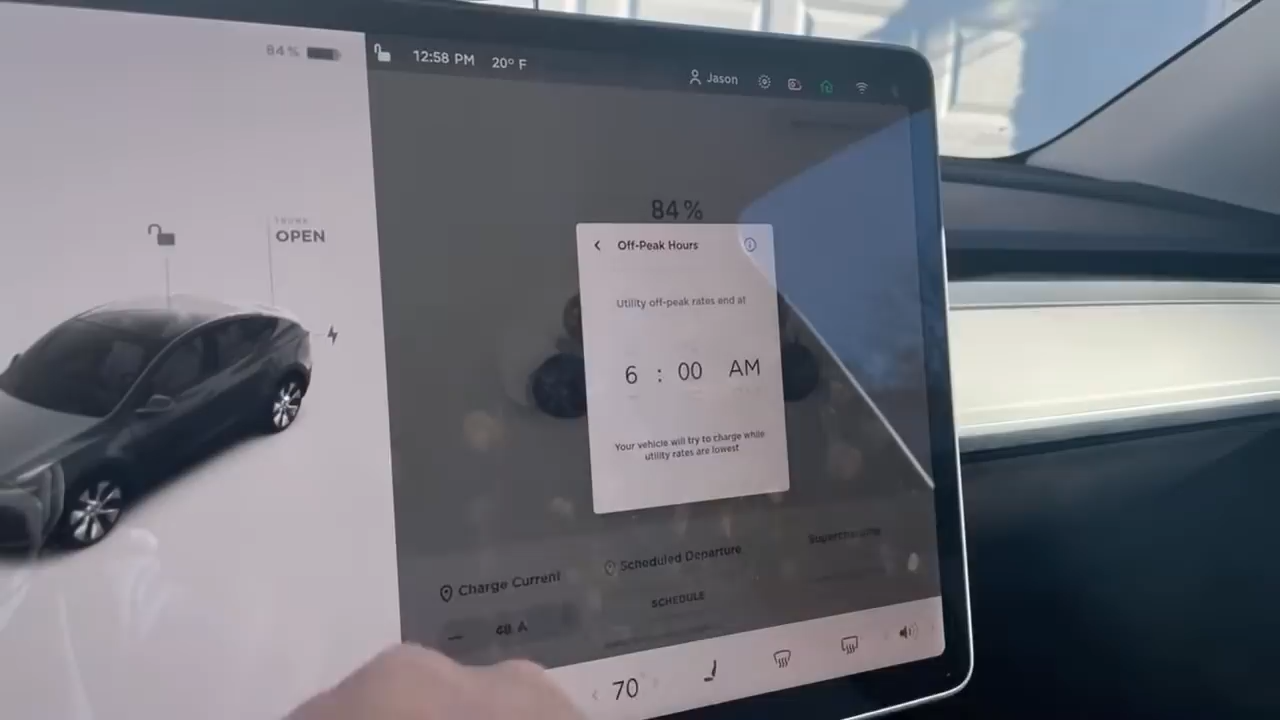 84%
12:58 PM 20° F
Jason
TRUNK
OPEN
84%
Off-Peak Hours
Utility off-peak rates end at
6 : 00 AM
Your vehicle will try to charge while
utility rates are lowest
Charge Current
48 A
Scheduled Departure
SCHEDULE
Supercharging
70